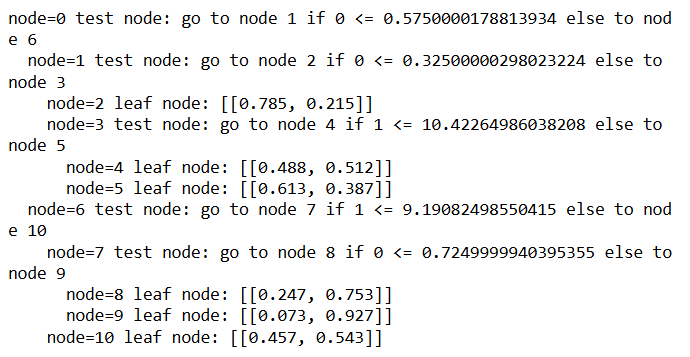 node=0 test node: go to node 1 if 0 <= 0.5750000178813934 else to nod
e 6
  node=1 test node: go to node 2 if 0 <= 0.32500000298023224 else to
node 3
    node=2 leaf node: [[0.785, 0.215]]
    node=3 test node: go to node 4 if 1 <= 10.42264986038208 else to
node 5
      node=4 leaf node: [[0.488, 0.512]]
      node=5 leaf node: [[0.613, 0.387]]
  node=6 test node: go to node 7 if 1 <= 9.19082498550415 else to nod
e 10
    node=7 test node: go to node 8 if 0 <= 0.7249999940395355 else to
node 9
      node=8 leaf node: [[0.247, 0.753]]
      node=9 leaf node: [[0.073, 0.927]]
    node=10 leaf node: [[0.457, 0.543]]